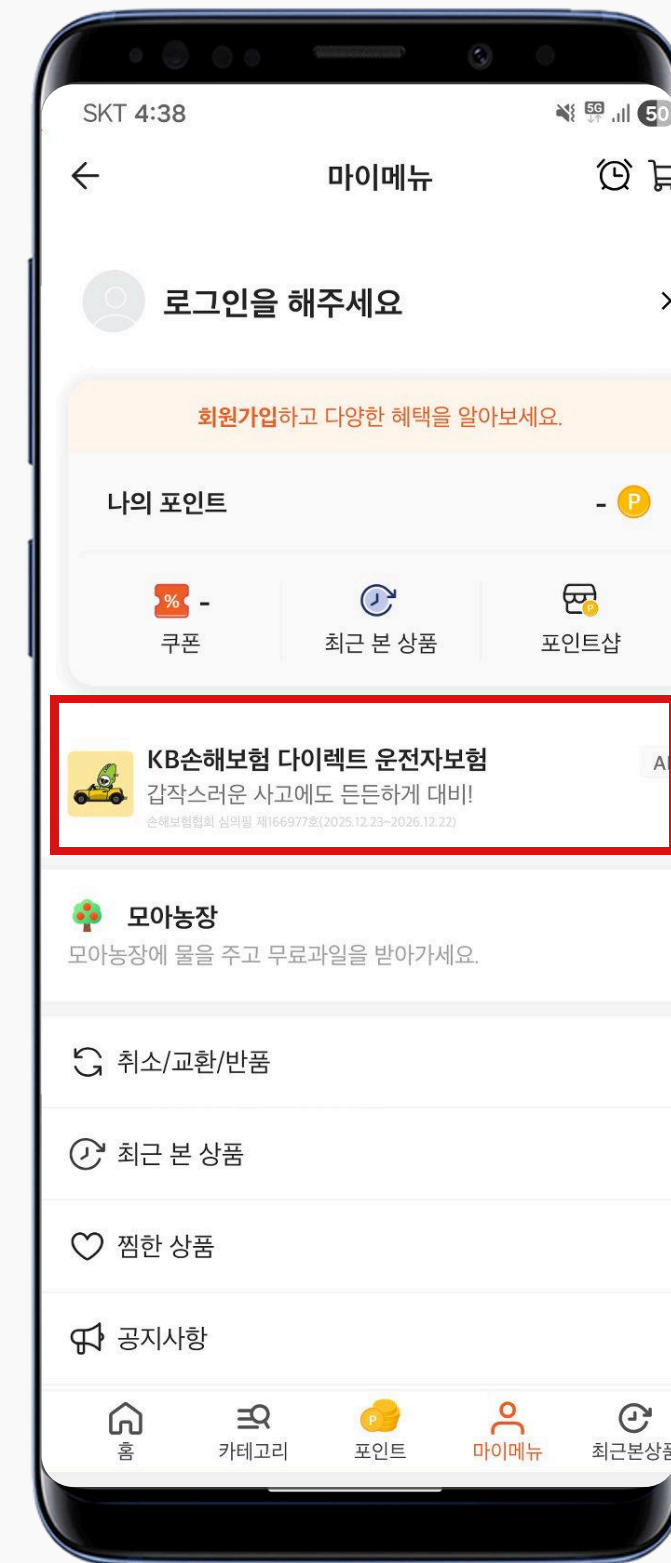 SKT 4:38
5G
50
마이메뉴
로그인을 해주세요
회원가입하고 다양한 혜택을 알아보세요.
나의 포인트
- P
% -
쿠폰
최근 본 상품
포인트샵
KB손해보험 다이렉트 운전자보험
갑작스러운 사고에도 든든하게 대비!
손해보험협회 심의필 제166977호(2025.12.23~2026.12.22)
모아농장
모아농장에 물을 주고 무료과일을 받아가세요.
취소/교환/반품
최근 본 상품
찜한 상품
공지사항
홈
카테고리
포인트
마이메뉴
최근본상품